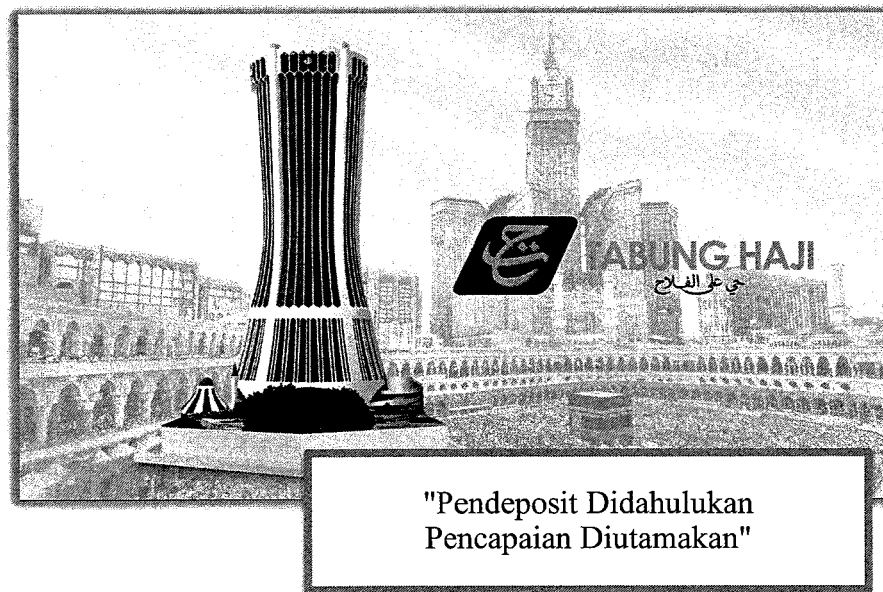 TABUNG HAJI
حي على الفلاح
"Pendeposit Didahulukan
Pencapaian Diutamakan"